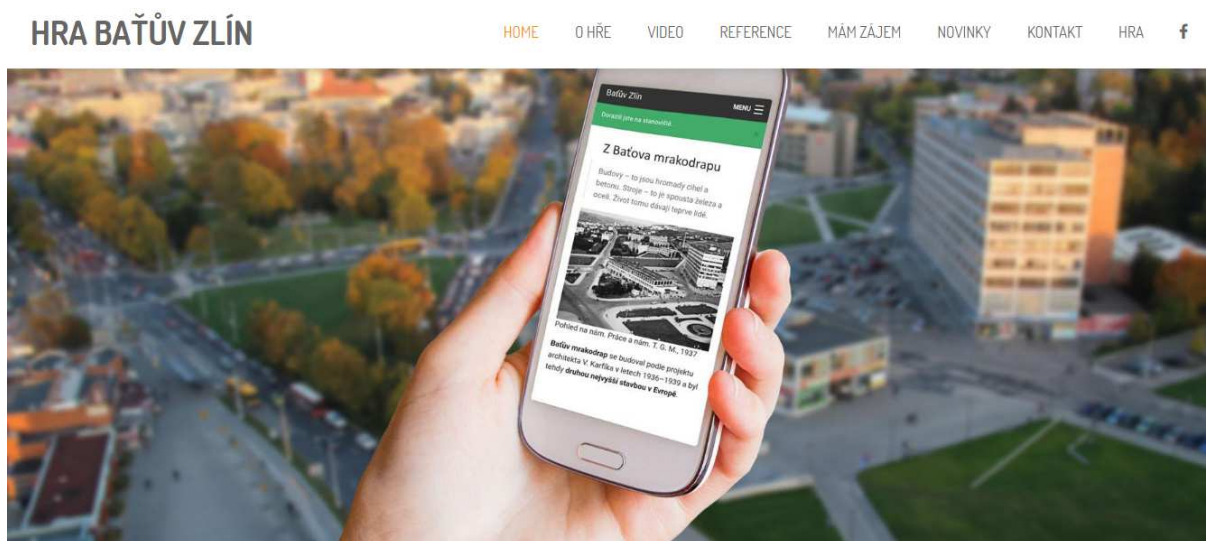 HRA BAŤŮV ZLÍN
HOME O HŘE VIDEO REFERENCE MÁM ZÁJEM NOVINKY KONTAKT HRA f
Baťův Zlín MENU
Dorazili jste na stanoviště ×
Z Baťova mrakodrapu
Budovy – to jsou hromady cihel a
betonu. Stroje – to je spousta železa a
oceli. Život tomu dávají teprve lidé.
Pohled na nám. Práce a nám. T. G. M., 1937
Baťův mrakodrap se budoval podle projektu
architekta V. Karfíka v letech 1936–1939 a byl
tehdy druhou nejvyšší stavbou v Evropě.